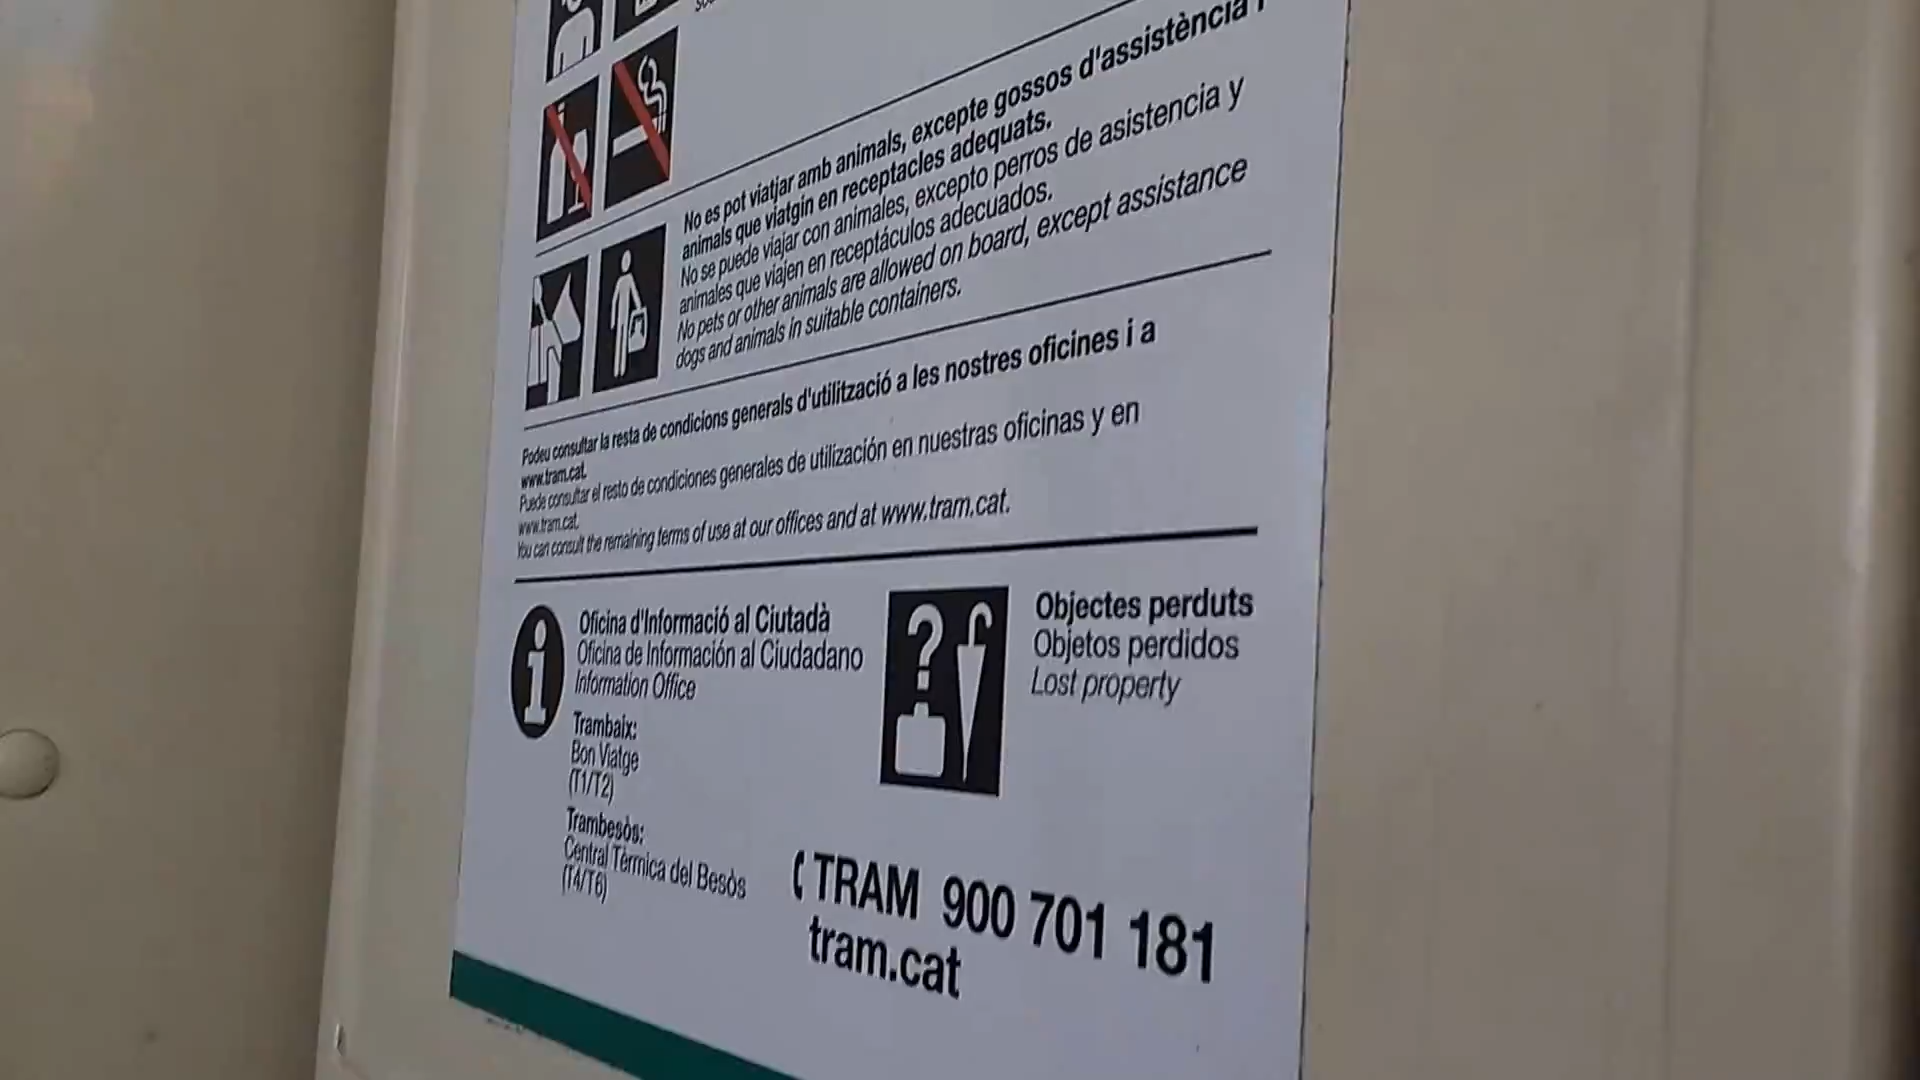 No es pot viatjar amb animals, excepte gossos d'assistència i
animals que viatgin en receptacles adequats.
No se puede viajar con animales, excepto perros de asistencia y
animales que viajen en receptáculos adecuados.
No pets or other animals are allowed on board, except assistance
dogs and animals in suitable containers.
Podeu consultar la resta de condicions generals d'utilització a les nostres oficines i a
www.tram.cat.
Puede consultar el resto de condiciones generales de utilización en nuestras oficinas y en
www.tram.cat.
You can consult the remaining terms of use at our offices and at www.tram.cat.
Oficina d'Informació al Ciutadà
Oficina de Información al Ciudadano
Information Office
Trambaix:
Bon Viatge
(T1/T2)
Trambesòs:
Central Tèrmica del Besòs
(T4/T6)
Objectes perduts
Objetos perdidos
Lost property
TRAM 900 701 181
tram.cat